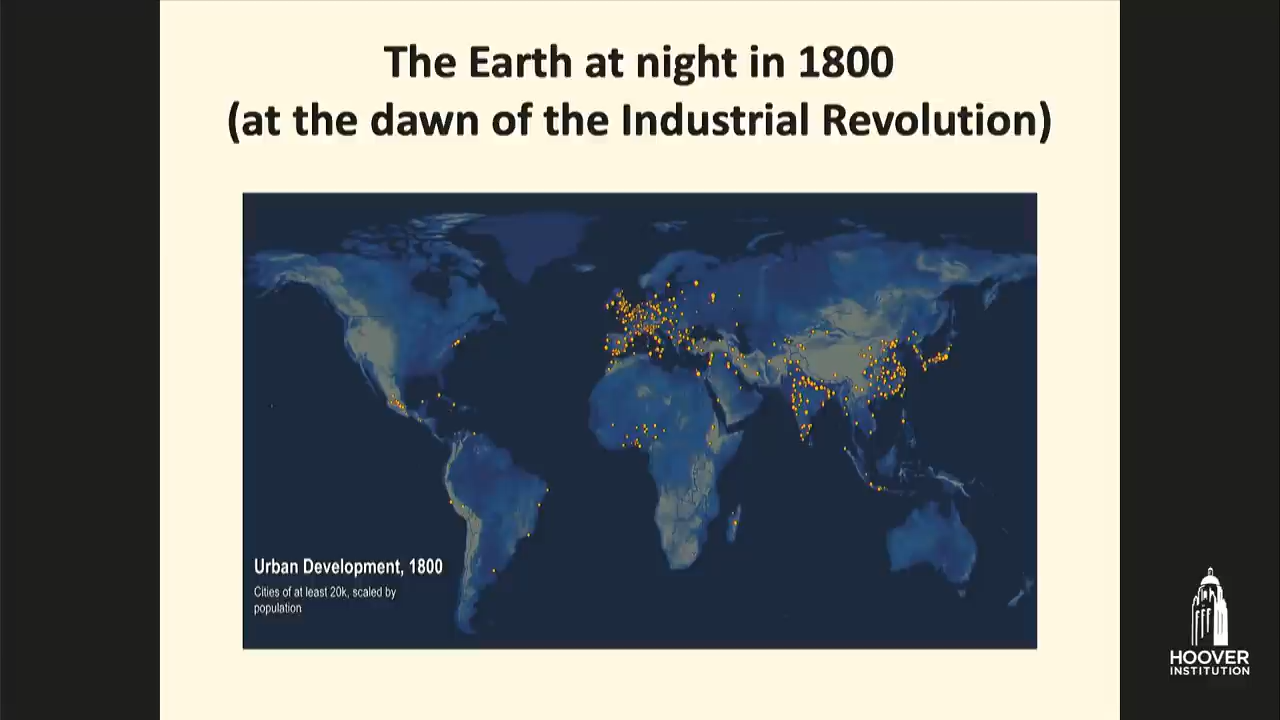 The Earth at night in 1800
(at the dawn of the Industrial Revolution)
Urban Development, 1800
Cities of at least 20k, scaled by
population
HOOVER
INSTITUTION